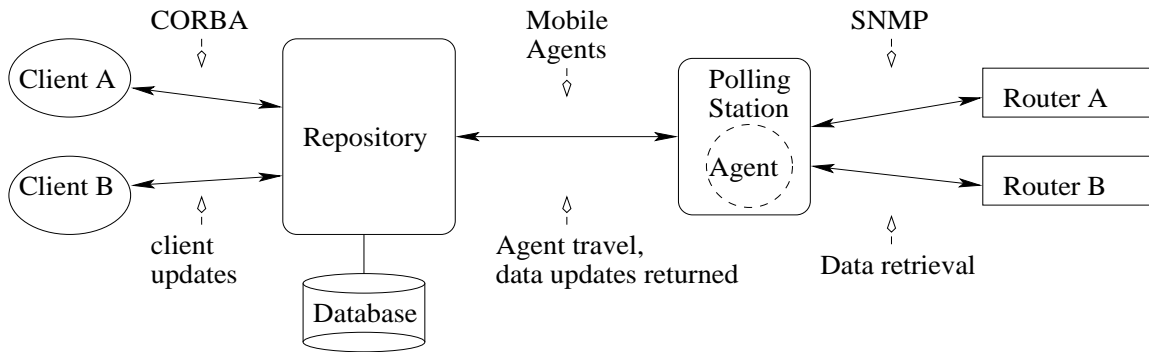 CORBA
Mobile
Agents
SNMP
Client A
Client B
Repository
Polling
Station
Agent
Router A
Router B
client
updates
Agent travel,
data updates returned
Data retrieval
Database